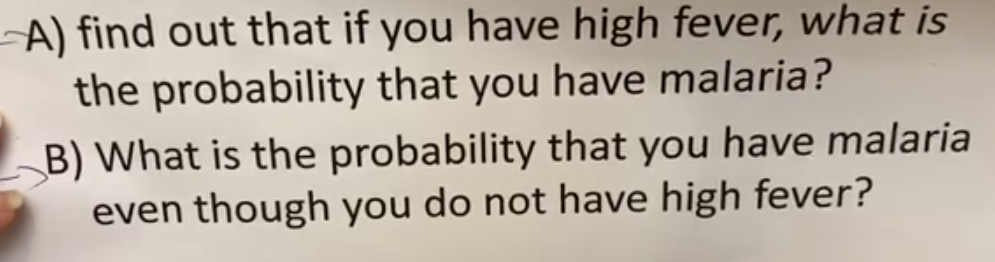 A) find out that if you have high fever, what is
the probability that you have malaria?
B) What is the probability that you have malaria
even though you do not have high fever?